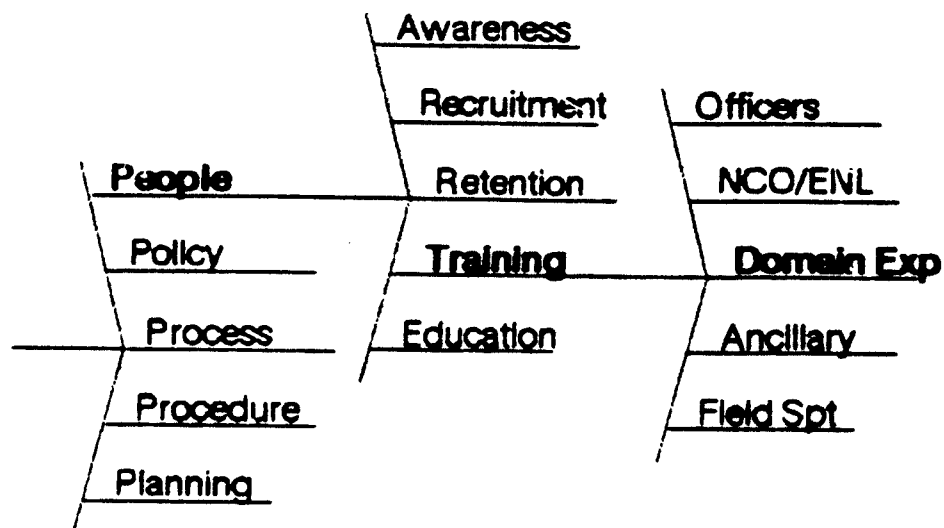 People
Policy
Process
Procedure
Planning
Awareness
Recruitment
Retention
Training
Education
Officers
NCO/ENL
Domain Exp
Ancillary
Field Spt